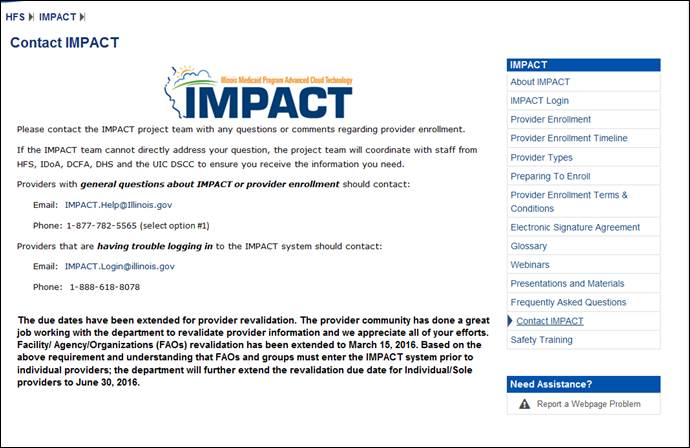 HFS IMPACT
Contact IMPACT
Illinois Medicaid Program Advanced Cloud Technology
IMPACT
Please contact the IMPACT project team with any questions or comments regarding provider enrollment.
If the IMPACT team cannot directly address your question, the project team will coordinate with staff from
HFS, IDoA, DCFA, DHS and the UIC DSCC to ensure you receive the information you need.
Providers with general questions about IMPACT or provider enrollment should contact:
Email: IMPACT.Help@Illinois.gov
Phone: 1-877-782-5565 (select option #1)
Providers that are having trouble logging in to the IMPACT system should contact:
Email: IMPACT.Login@illinois.gov
Phone: 1-888-618-8078
The due dates have been extended for provider revalidation. The provider community has done a great
job working with the department to revalidate provider information and we appreciate all of your efforts.
Facility/ Agency/Organizations (FAOs) revalidation has been extended to March 15, 2016. Based on the
above requirement and understanding that FAOs and groups must enter the IMPACT system prior to
individual providers; the department will further extend the revalidation due date for Individual/Sole
providers to June 30, 2016.
IMPACT
About IMPACT
IMPACT Login
Provider Enrollment
Provider Enrollment Timeline
Provider Types
Preparing To Enroll
Provider Enrollment Terms &
Conditions
Electronic Signature Agreement
Glossary
Webinars
Presentations and Materials
Frequently Asked Questions
Contact IMPACT
Safety Training
Need Assistance?
Report a Webpage Problem